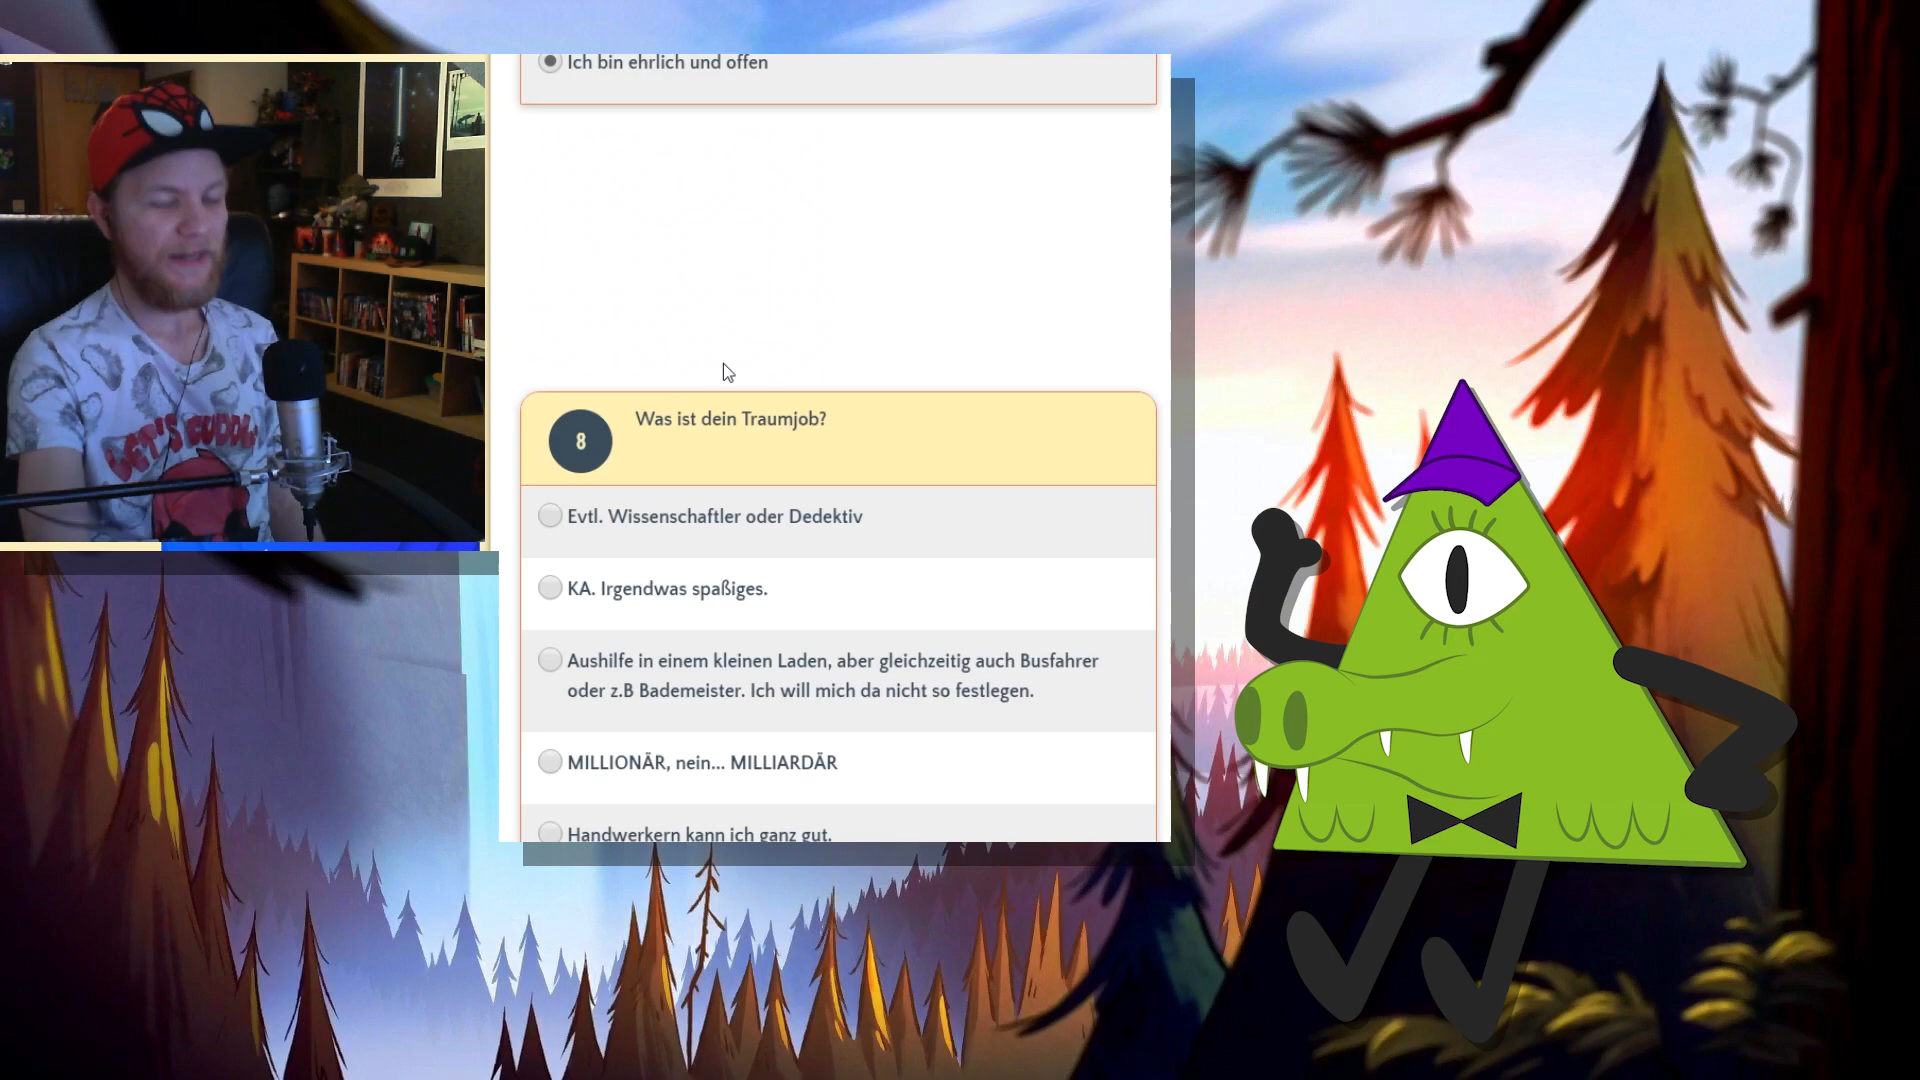 Ich bin ehrlich und offen
LET'S CUDDLE
8
Was ist dein Traumjob?
Evtl. Wissenschaftler oder Dedektiv
KA. Irgendwas spaßiges.
Aushilfe in einem kleinen Laden, aber gleichzeitig auch Busfahrer
oder z.B Bademeister. Ich will mich da nicht so festlegen.
MILLIONÄR, nein... MILLIARDÄR
Handwerkern kann ich ganz gut.